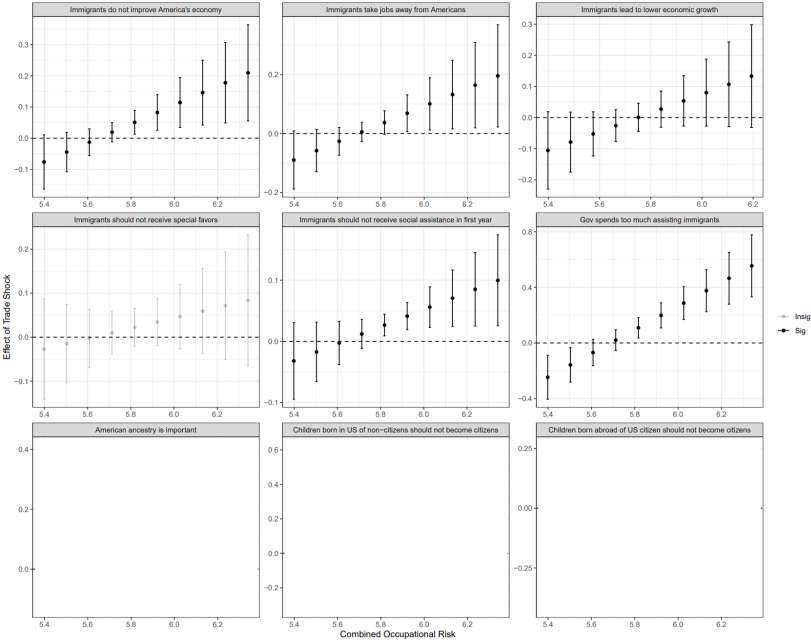 Immigrants do not improve America's economy
Immigrants take jobs away from Americans
Immigrants lead to lower economic growth
0.3
0.2
0.1
0.0
−0.1
5.4 5.6 5.8 6.0 6.2
0.2
0.0
−0.2
5.4 5.6 5.8 6.0 6.2
0.3
0.2
0.1
0.0
−0.1
−0.2
5.4 5.6 5.8 6.0 6.2
Immigrants should not receive special favors
Immigrants should not receive social assistance in first year
Gov spends too much assisting immigrants
Effect of Trade Shock
0.2
0.1
0.0
−0.1
5.4 5.6 5.8 6.0 6.2
0.1
0.0
−0.1
5.4 5.6 5.8 6.0 6.2
0.8
0.4
0.0
−0.4
5.4 5.6 5.8 6.0 6.2
Insig
Sig
American ancestry is important
Children born in US of non−citizens should not become citizens
Children born abroad of US citizen should not become citizens
0.4
0.2
0.0
5.4 5.6 5.8 6.0 6.2
0.6
0.4
0.2
0.0
−0.2
5.4 5.6 5.8 6.0 6.2
0.25
0.00
−0.25
5.4 5.6 5.8 6.0 6.2
Combined Occupational Risk